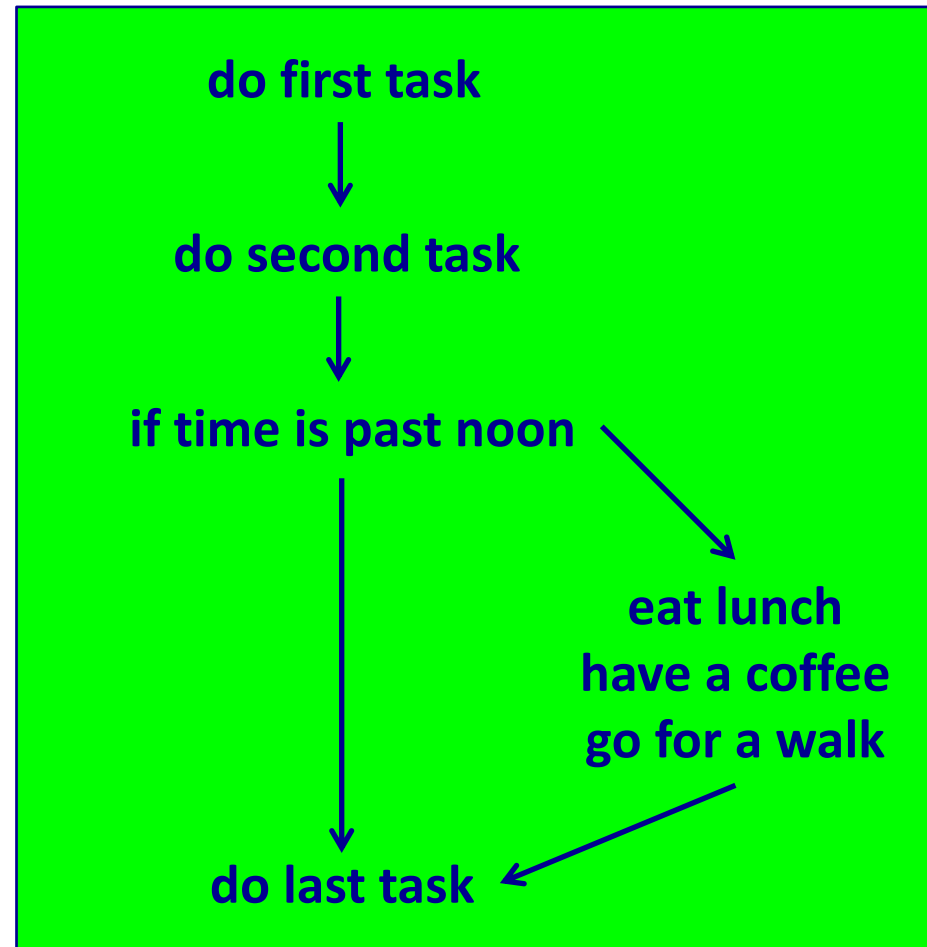 do first task
do second task
if time is past noon
eat lunch
have a coffee
go for a walk
do last task